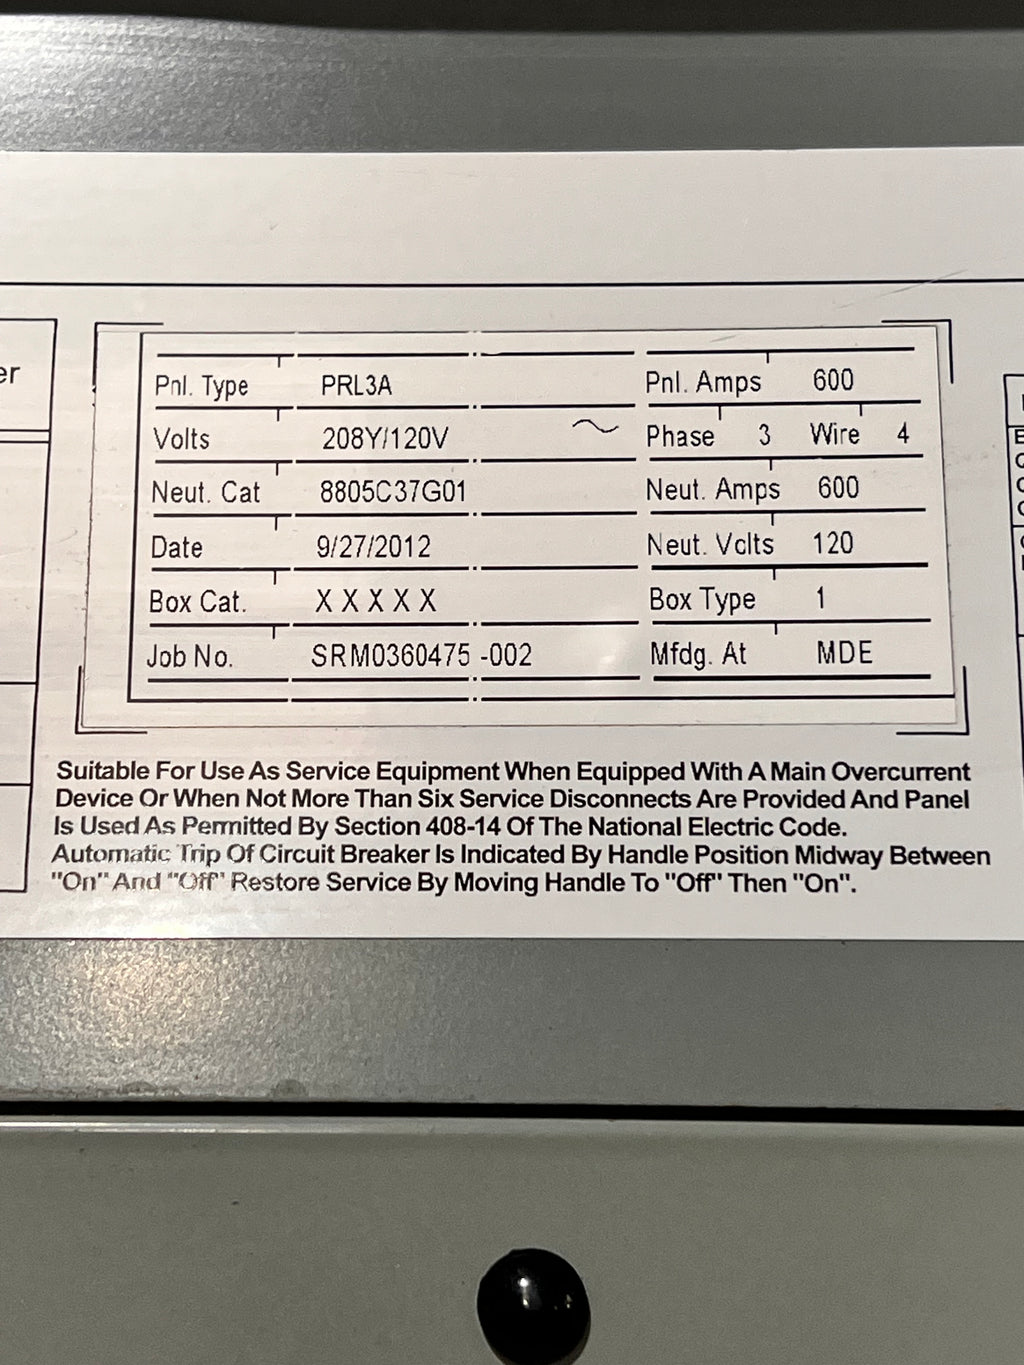 er
Pnl. Type PRL3A Pnl. Amps 600
Volts 208Y/120V ~ Phase 3 Wire 4
Neut. Cat 8805C37G01 Neut. Amps 600
Date 9/27/2012 Neut. Volts 120
Box Cat. X X X X X Box Type 1
Job No. SRM0360475 -002 Mfdg. At MDE
Suitable For Use As Service Equipment When Equipped With A Main Overcurrent
Device Or When Not More Than Six Service Disconnects Are Provided And Panel
Is Used As Permitted By Section 408-14 Of The National Electric Code.
Automatic Trip Of Circuit Breaker Is Indicated By Handle Position Midway Between
"On" And "Off" Restore Service By Moving Handle To "Off" Then "On".